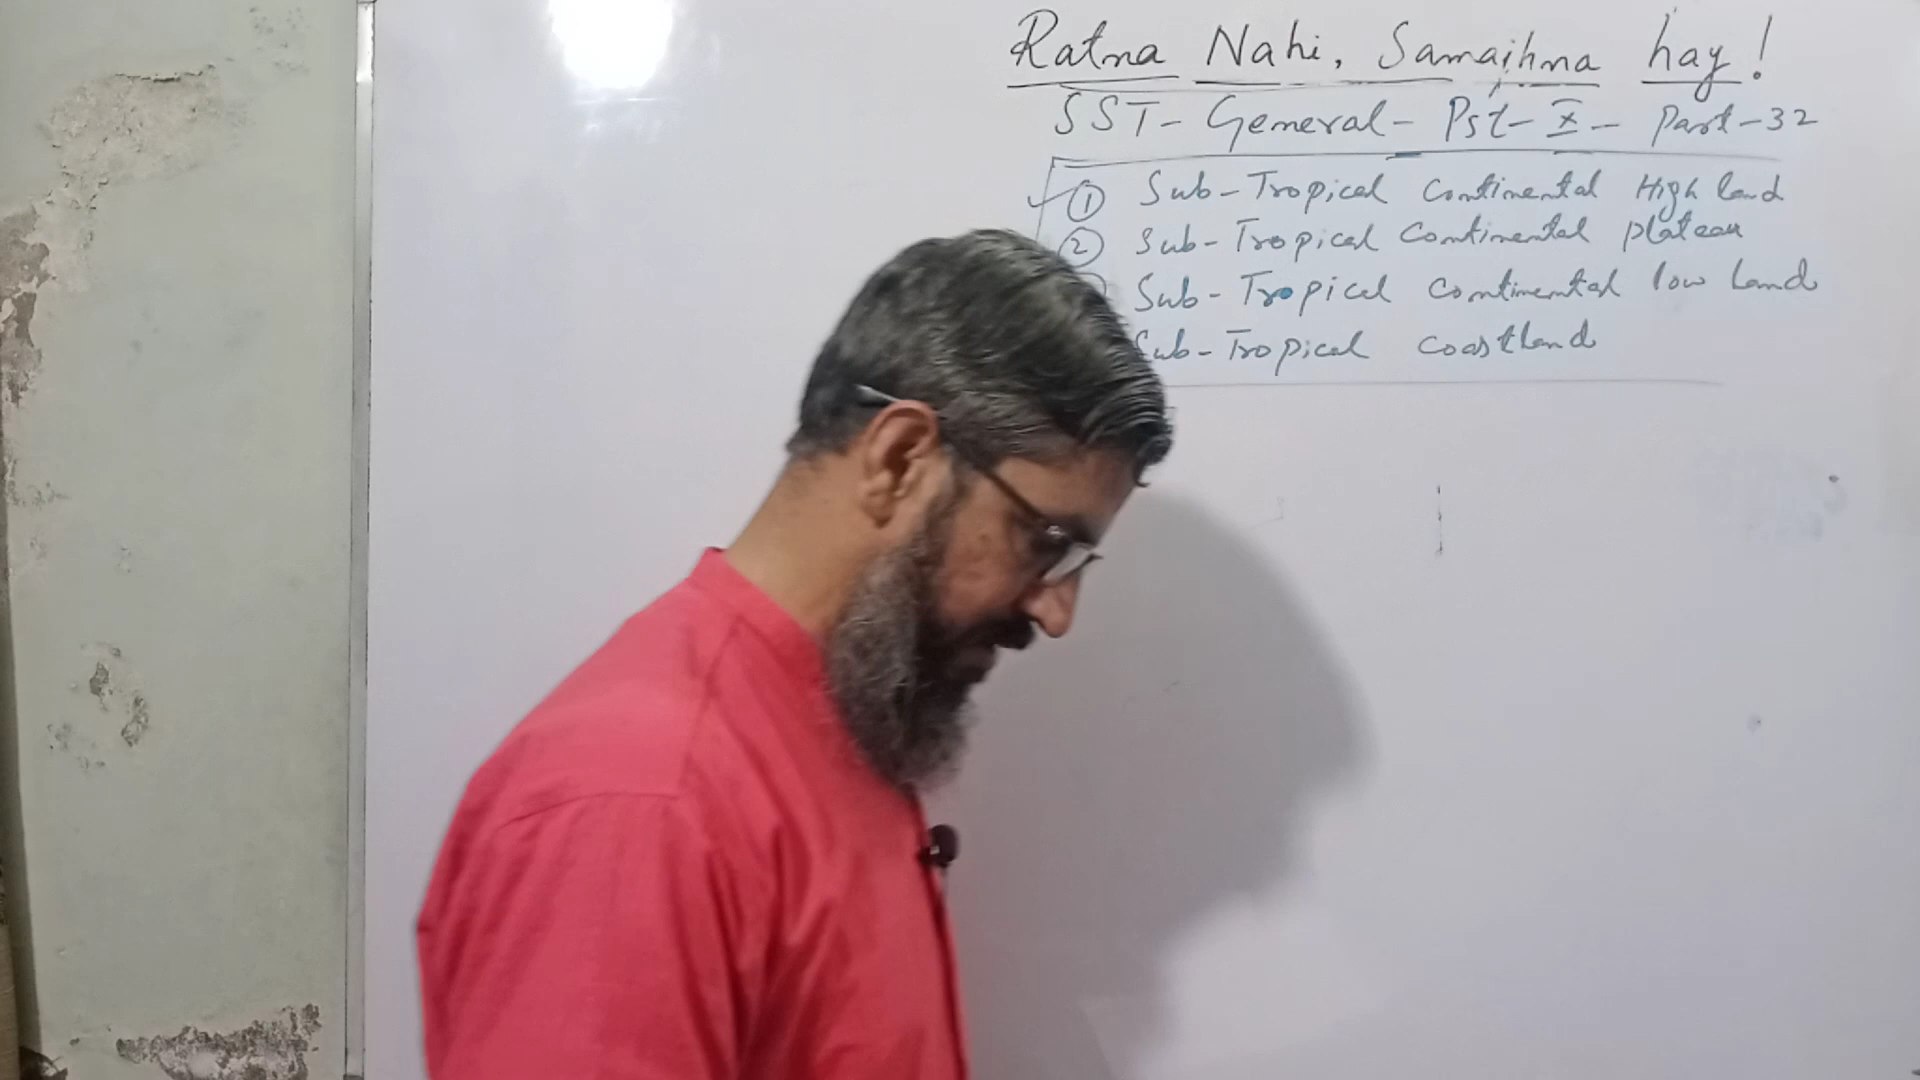 Ratna Nahi, Samajhna hay!
SST- General- Pst- X- Part-32
① Sub-Tropical Continental High land
② Sub-Tropical Continental plateau
Sub-Tropical Continental low land
Sub-Tropical coastland